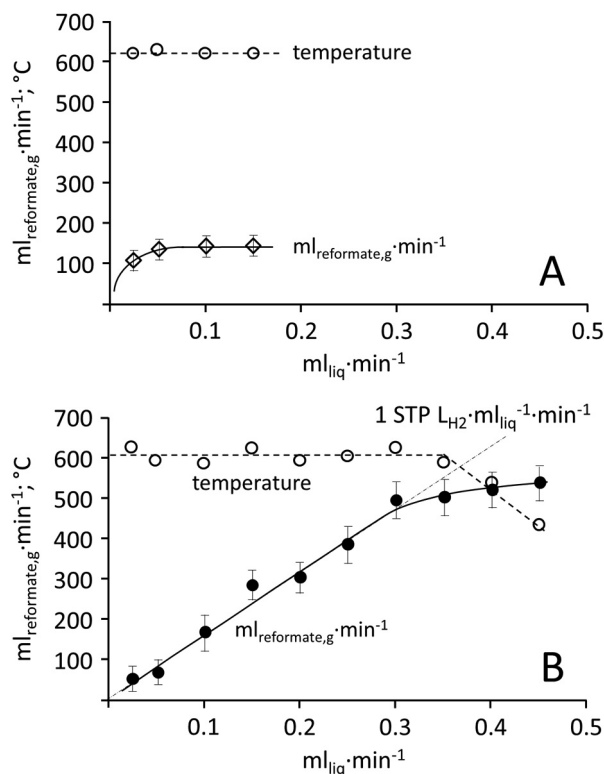 700
600
500
400
300
200
100
ml_reformate,g·min⁻¹; °C
temperature
ml_reformate,g·min⁻¹
A
0.1 0.2 0.3 0.4 0.5
ml_liq·min⁻¹
1 STP L_H2·ml_liq⁻¹·min⁻¹
700
600
500
400
300
200
100
ml_reformate,g·min⁻¹; °C
temperature
ml_reformate,g·min⁻¹
B
0.1 0.2 0.3 0.4 0.5
ml_liq·min⁻¹